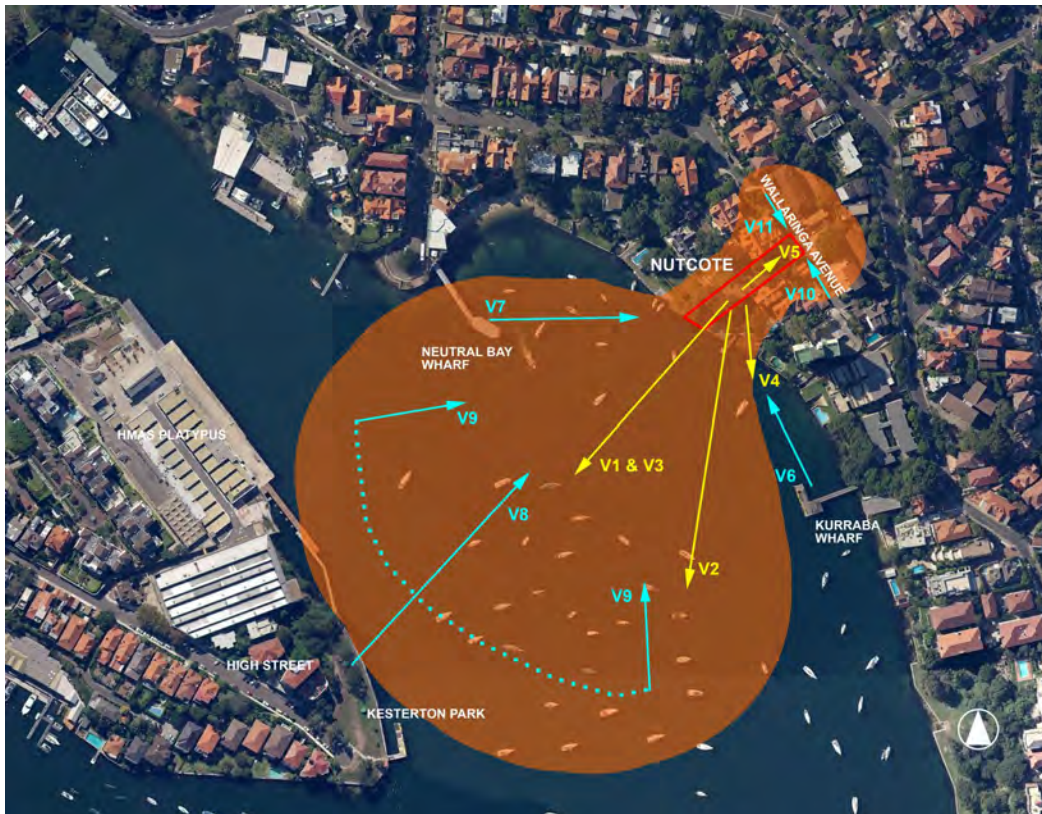 WALLARINGA AVENUE
V11
V5
NUTCOTE
V10
V7
NEUTRAL BAY
WHARF
V4
V9
HMAS PLATYPUS
V1 & V3
V6
V8
KURRABA
WHARF
V2
V9
HIGH STREET
KESTERTON PARK